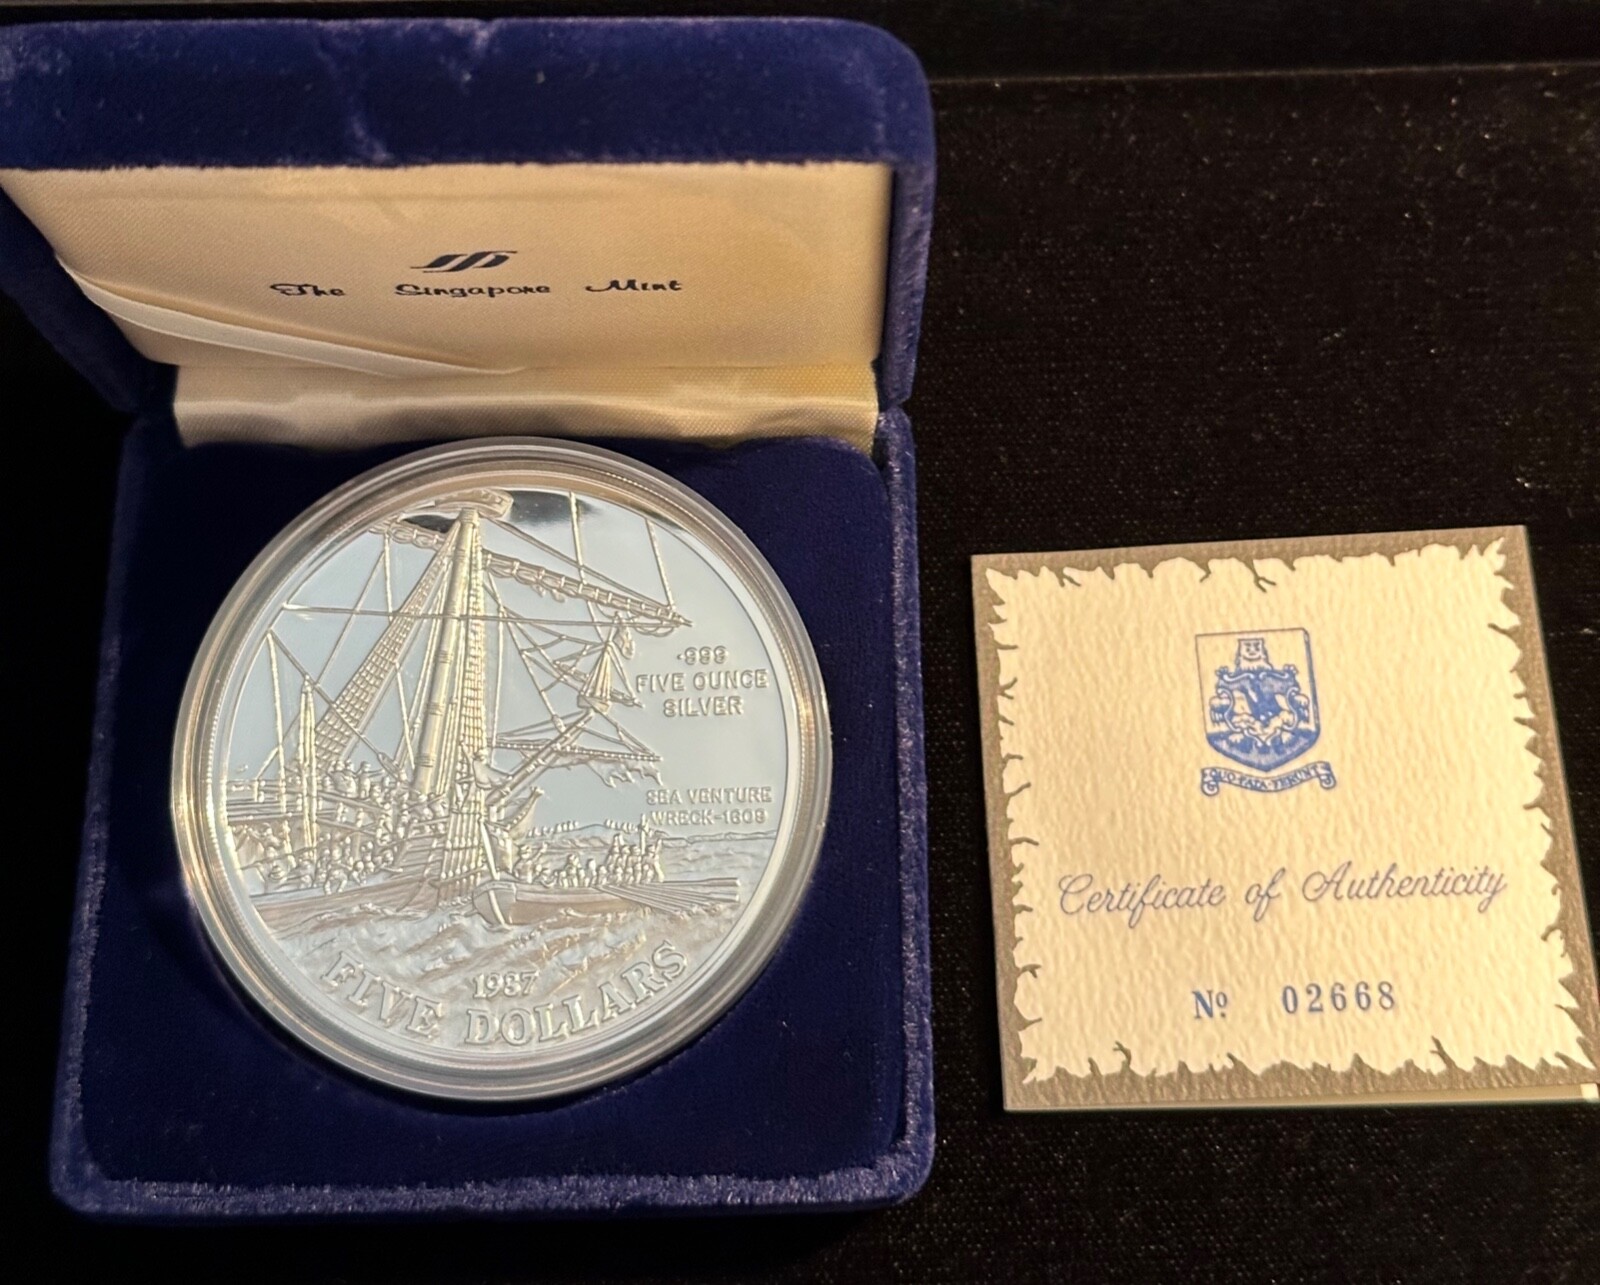 The Singapore Mint
.999
FIVE OUNCE
SILVER
SEA VENTURE
WRECK-1609
1987
FIVE DOLLARS
QUO FATA FERUNT
Certificate of Authenticity
Nº 02668